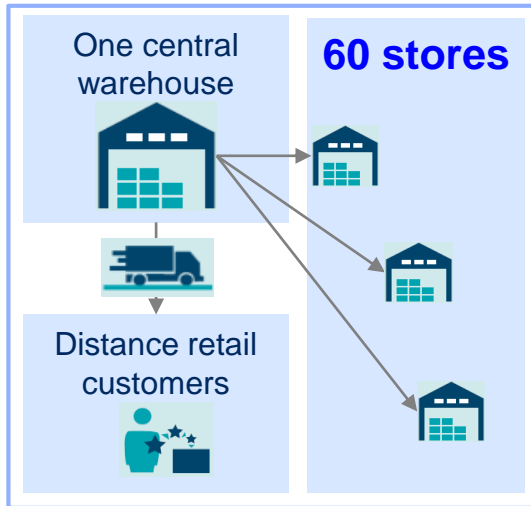 One central
warehouse
60 stores
Distance retail
customers